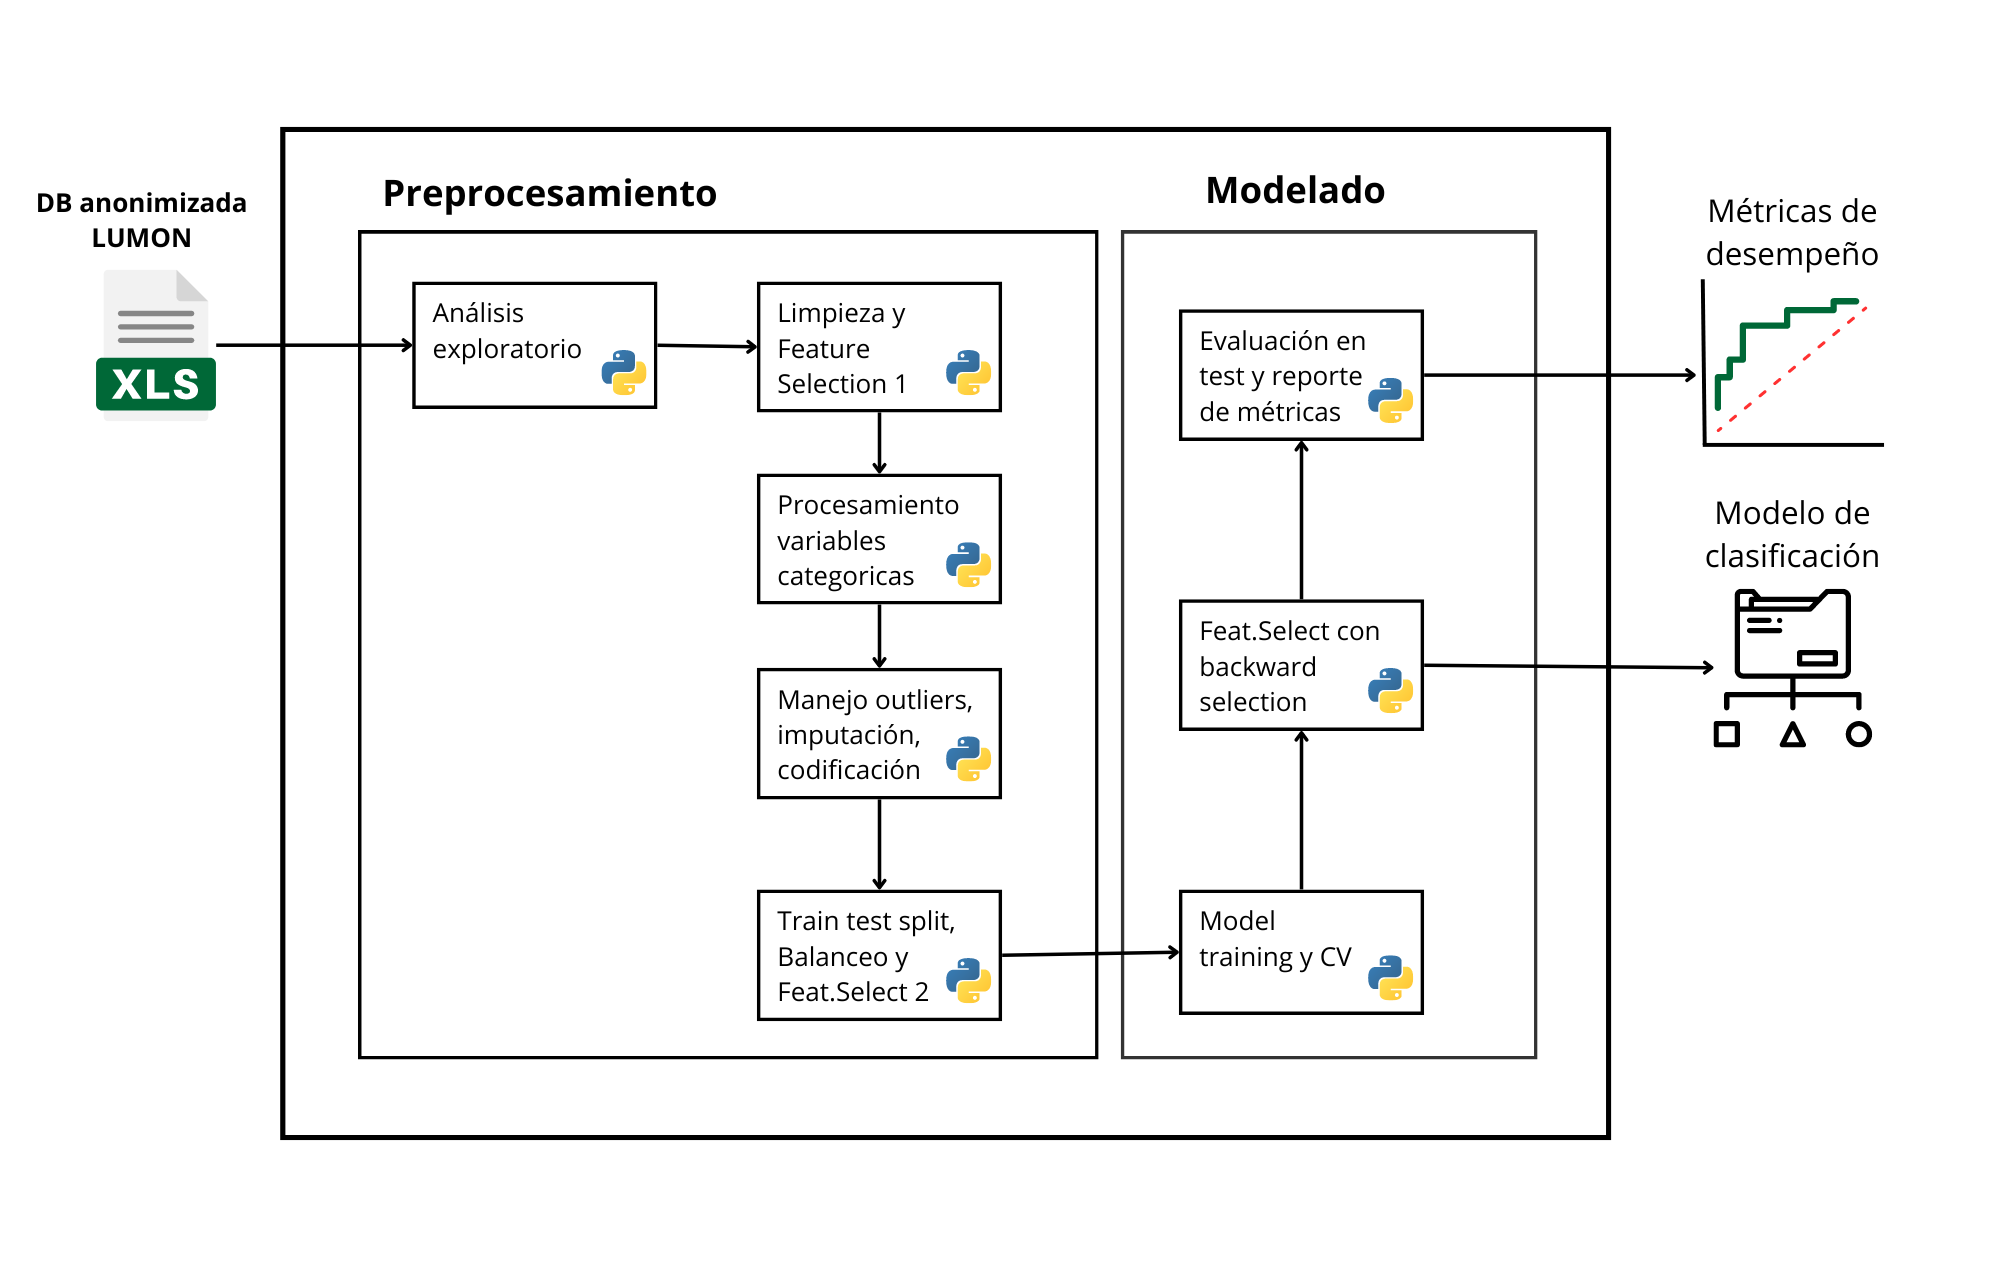 DB anonimizada
LUMON
XLS
Preprocesamiento
Análisis
exploratorio
Limpieza y
Feature
Selection 1
Procesamiento
variables
categoricas
Manejo outliers,
imputación,
codificación
Train test split,
Balanceo y
Feat.Select 2
Modelado
Evaluación en
test y reporte
de métricas
Feat.Select con
backward
selection
Model
training y CV
Métricas de
desempeño
Modelo de
clasificación